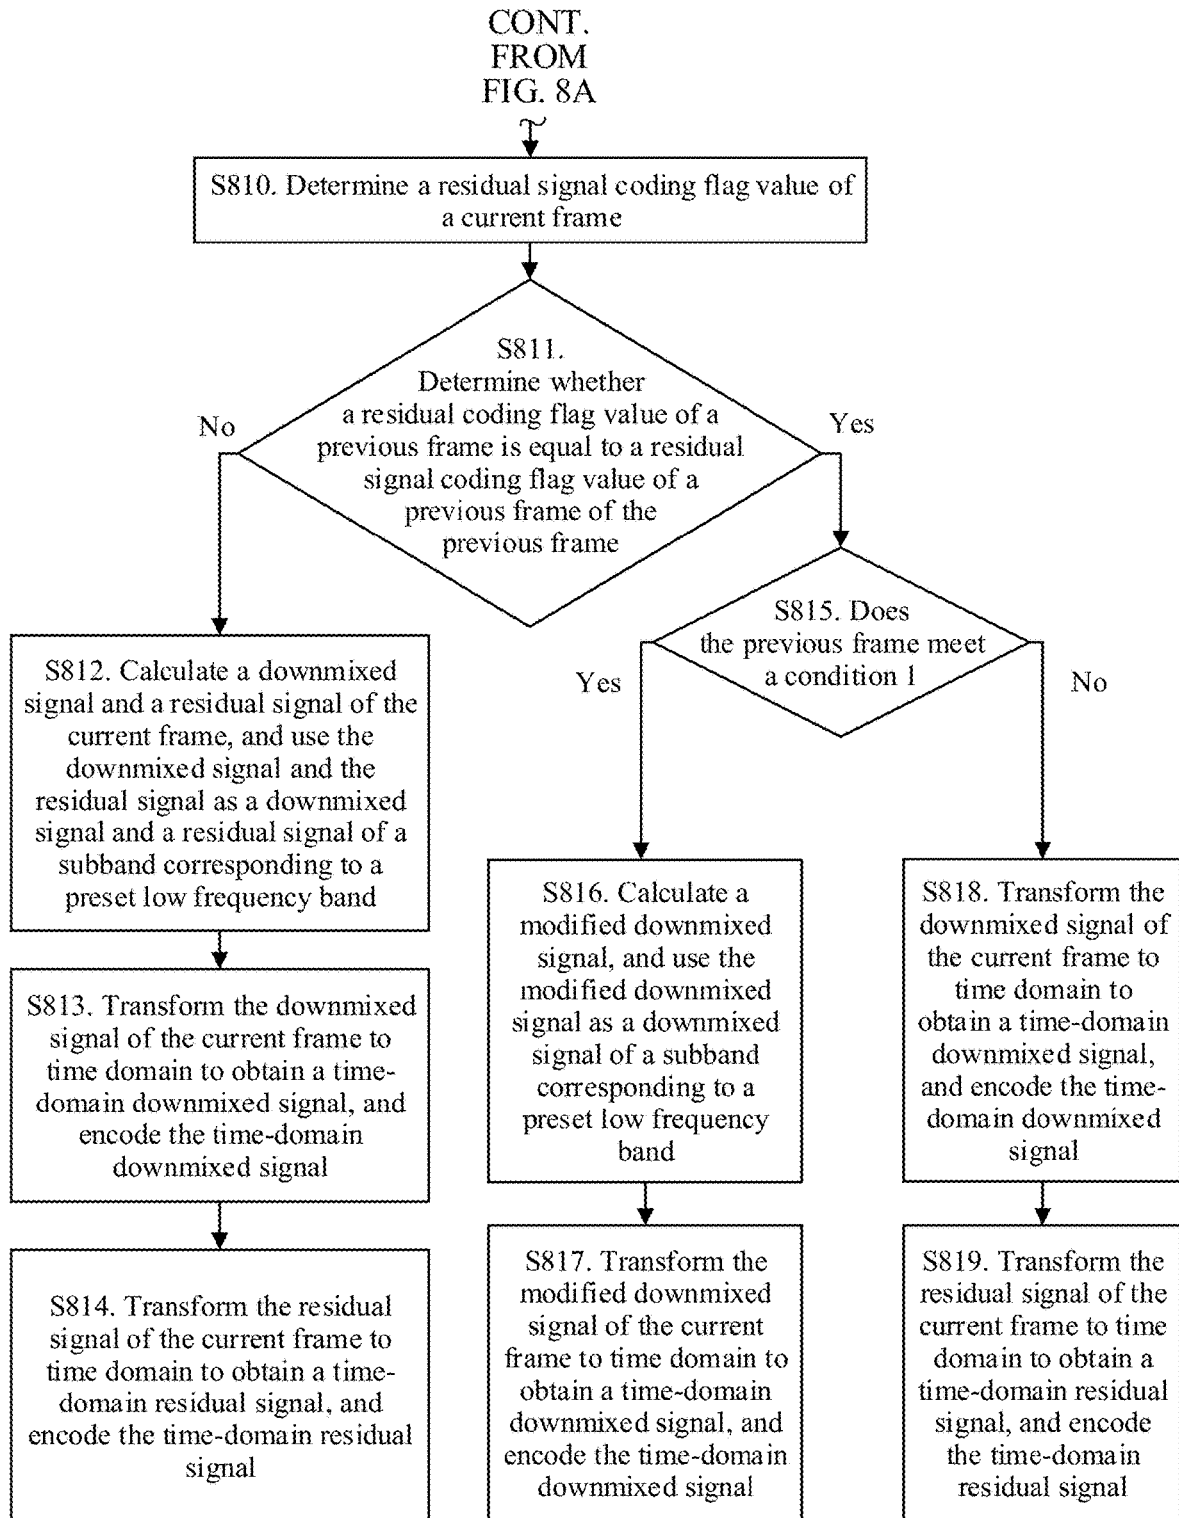 CONT.
FROM
FIG. 8A
S810. Determine a residual signal coding flag value of
a current frame
S811.
Determine whether
a residual coding flag value of a
previous frame is equal to a residual
signal coding flag value of a
previous frame of the
previous frame
No
Yes
S812. Calculate a downmixed
signal and a residual signal of the
current frame, and use the
downmixed signal and the
residual signal as a downmixed
signal and a residual signal of a
subband corresponding to a
preset low frequency band
S813. Transform the downmixed
signal of the current frame to
time domain to obtain a time-
domain downmixed signal, and
encode the time-domain
downmixed signal
S814. Transform the residual
signal of the current frame to
time domain to obtain a time-
domain residual signal, and
encode the time-domain residual
signal
S815. Does
the previous frame meet
a condition 1
Yes
No
S816. Calculate a
modified downmixed
signal, and use the
modified downmixed
signal as a downmixed
signal of a subband
corresponding to a
preset low frequency
band
S817. Transform the
modified downmixed
signal of the current
frame to time domain to
obtain a time-domain
downmixed signal, and
encode the time-domain
downmixed signal
S818. Transform the
downmixed signal of
the current frame to
time domain to
obtain a time-domain
downmixed signal,
and encode the time-
domain downmixed
signal
S819. Transform the
residual signal of the
current frame to time
domain to obtain a
time-domain residual
signal, and encode
the time-domain
residual signal